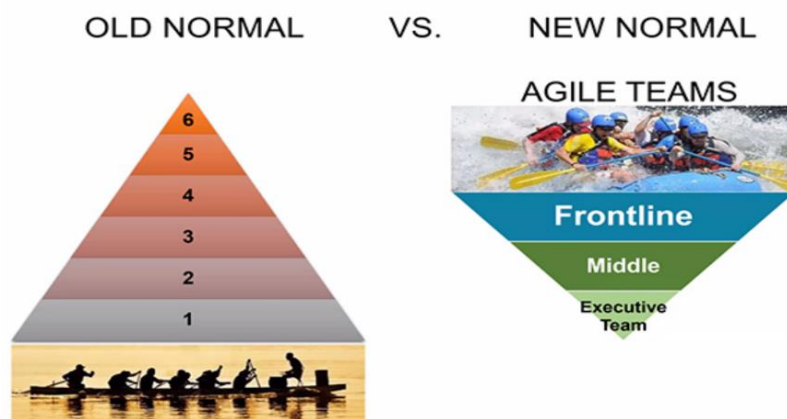 OLD NORMAL VS. NEW NORMAL
AGILE TEAMS
6
5
4
3
2
1
Frontline
Middle
Executive
Team